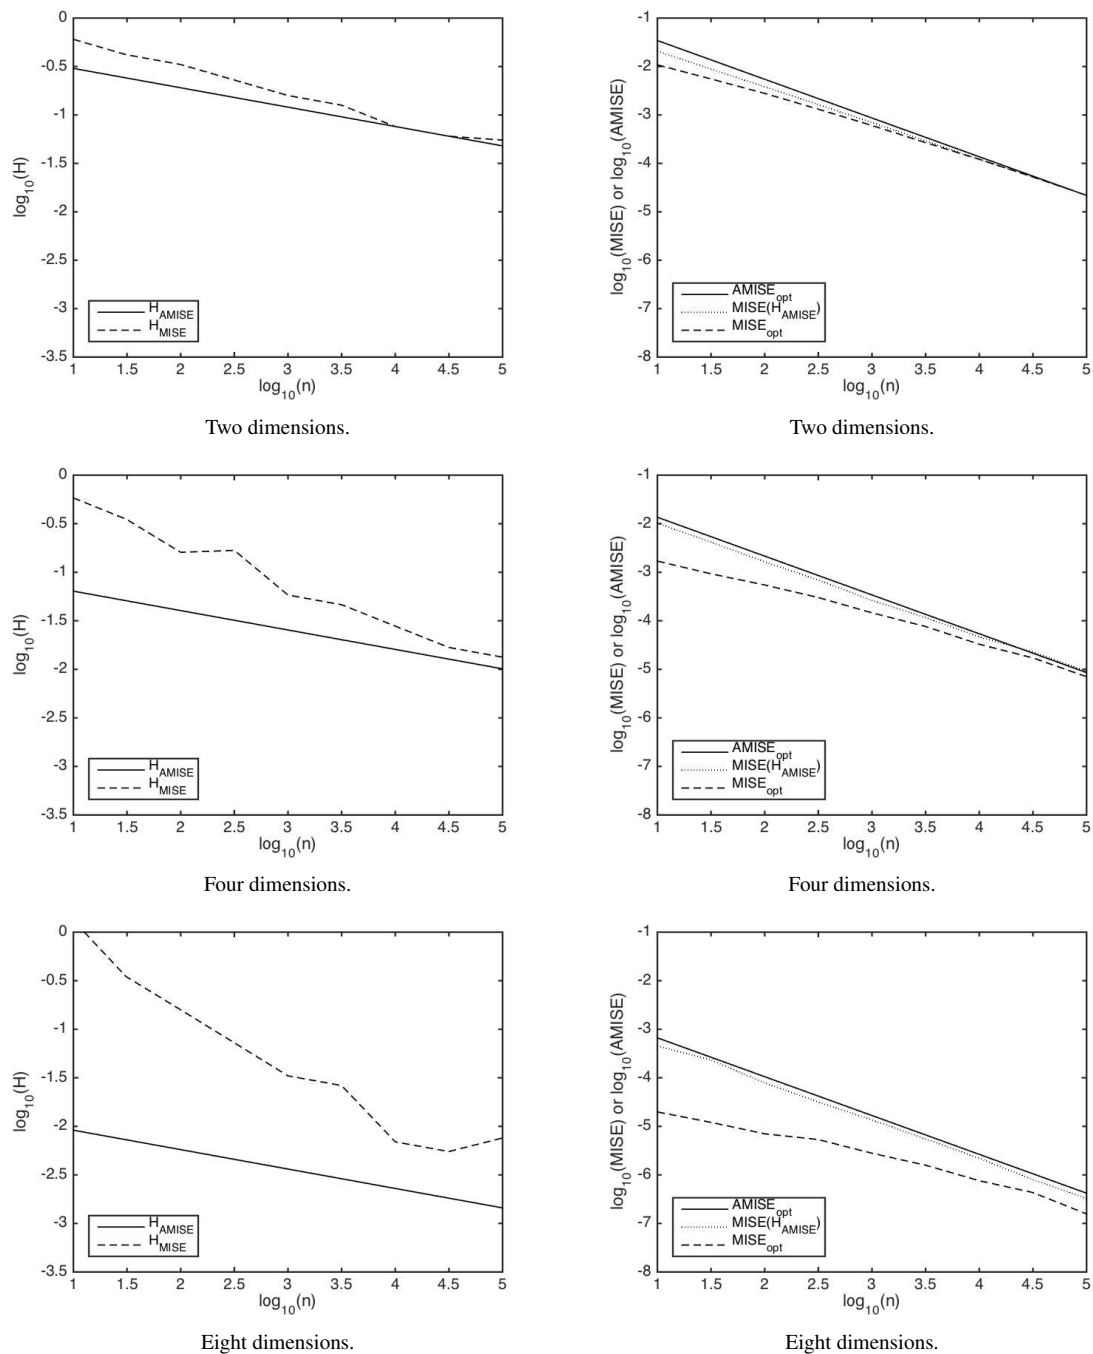 0
-0.5
-1
-1.5
-2
-2.5
-3
-3.5
1 1.5 2 2.5 3 3.5 4 4.5 5
log10(H)
log10(n)
HAMISE
HMISE
Two dimensions.
-1
-2
-3
-4
-5
-6
-7
-8
1 1.5 2 2.5 3 3.5 4 4.5 5
log10(MISE) or log10(AMISE)
log10(n)
AMISEopt
MISE(HAMISE)
MISEopt
Two dimensions.
0
-0.5
-1
-1.5
-2
-2.5
-3
-3.5
1 1.5 2 2.5 3 3.5 4 4.5 5
log10(H)
log10(n)
HAMISE
HMISE
Four dimensions.
-1
-2
-3
-4
-5
-6
-7
-8
1 1.5 2 2.5 3 3.5 4 4.5 5
log10(MISE) or log10(AMISE)
log10(n)
AMISEopt
MISE(HAMISE)
MISEopt
Four dimensions.
0
-0.5
-1
-1.5
-2
-2.5
-3
-3.5
1 1.5 2 2.5 3 3.5 4 4.5 5
log10(H)
log10(n)
HAMISE
HMISE
Eight dimensions.
-1
-2
-3
-4
-5
-6
-7
-8
1 1.5 2 2.5 3 3.5 4 4.5 5
log10(MISE) or log10(AMISE)
log10(n)
AMISEopt
MISE(HAMISE)
MISEopt
Eight dimensions.